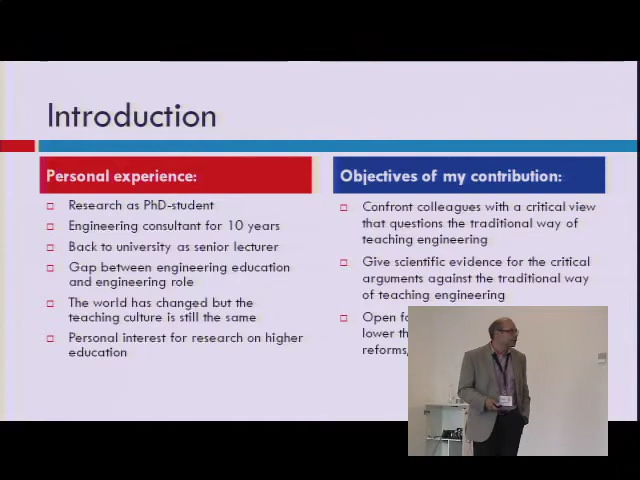 Introduction
Personal experience:
Research as PhD-student
Engineering consultant for 10 years
Back to university as senior lecturer
Gap between engineering education
and engineering role
The world has changed but the
teaching culture is still the same
Personal interest for research on higher
education
Objectives of my contribution:
Confront colleagues with a critical view
that questions the traditional way of
teaching engineering
Give scientific evidence for the critical
arguments against the traditional way
of teaching engineering
Open
lower
reforms,